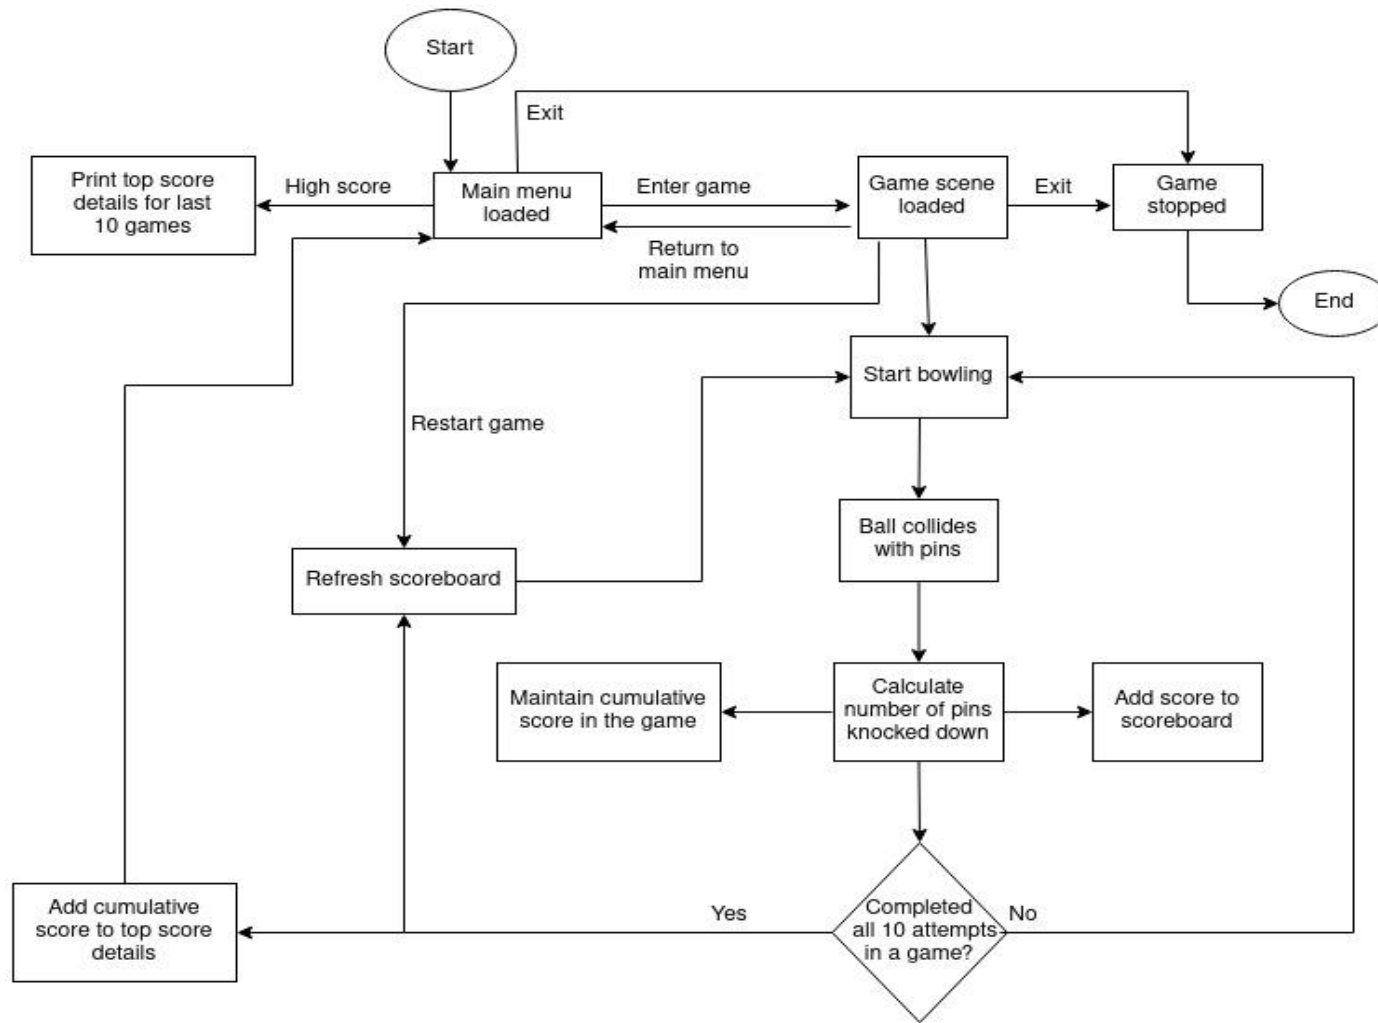 Start
Exit
Print top score
details for last
10 games
High score
Main menu
loaded
Enter game
Return to
main menu
Game scene
loaded
Exit
Game
stopped
End
Start bowling
Restart game
Ball collides
with pins
Refresh scoreboard
Maintain cumulative
score in the game
Calculate
number of pins
knocked down
Add score to
scoreboard
Add cumulative
score to top score
details
Yes
Completed
all 10 attempts
in a game?
No